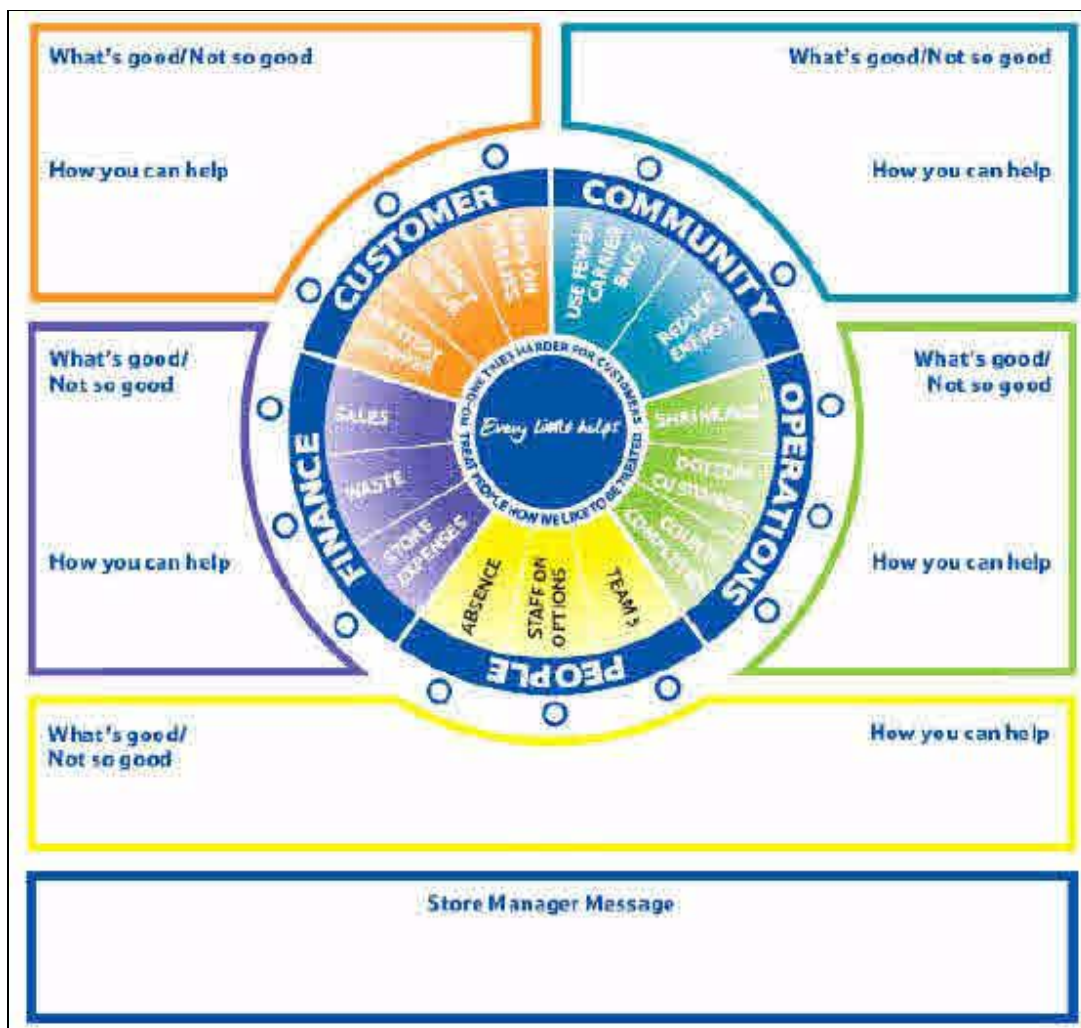 What's good/Not so good
How you can help
What's good/Not so good
How you can help
CUSTOMER
COMMUNITY
USE FEWER
CARRIER
BAGS
REDUCE
ENERGY
What's good/
Not so good
How you can help
What's good/
Not so good
How you can help
FINANCE
SALES
WASTE
STORE
EXPENSES
OPERATIONS
SHRINKAGE
NO-ONE TRIES HARDER FOR CUSTOMERS
TREAT PEOPLE HOW WE LIKE TO BE TREATED
Every little helps
ABSENCE
STAFF ON
OPTIONS
TEAM 5
PEOPLE
What's good/
Not so good
How you can help
Store Manager Message